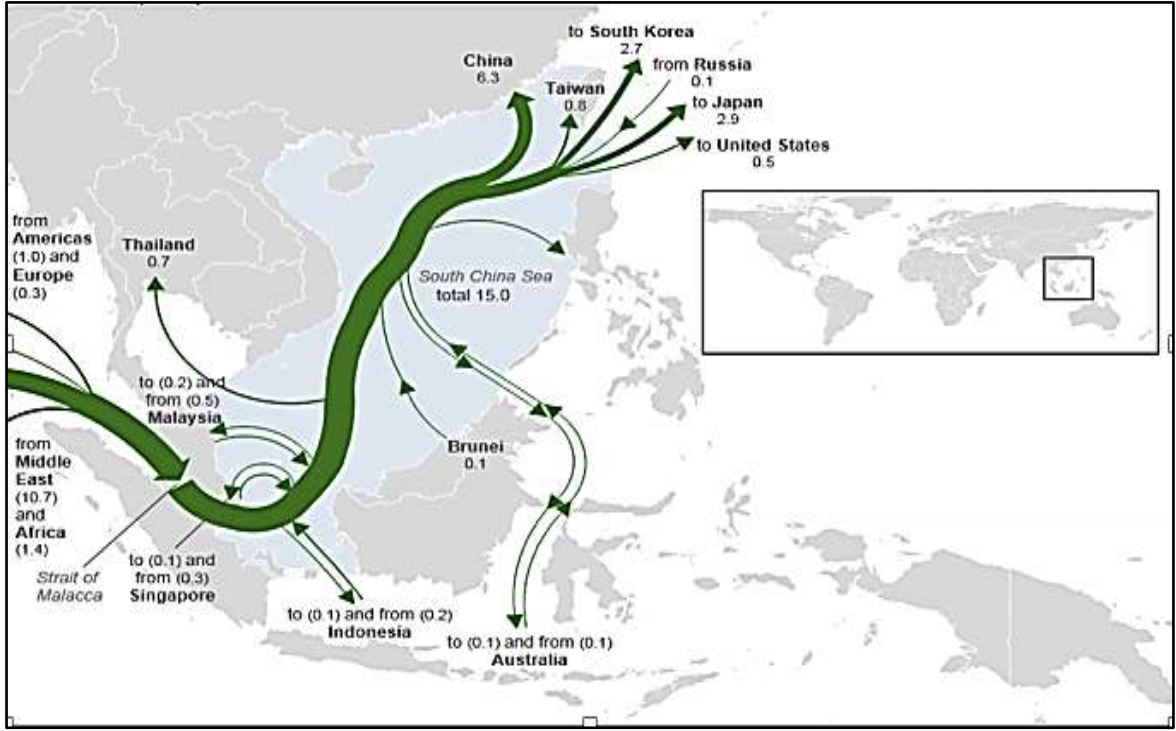 to South Korea
2.7
China
6.3
from Russia
0.1
Taiwan
0.8
to Japan
2.9
to United States
0.5
from
Americas
(1.0) and
Europe
(0.3)
Thailand
0.7
South China Sea
total 15.0
to (0.2) and
from (0.5)
Malaysia
Brunei
0.1
from
Middle
East
(10.7)
and
Africa
(1.4)
Strait of
Malacca
to (0.1) and
from (0.3)
Singapore
to (0.1) and from (0.2)
Indonesia
to (0.1) and from (0.1)
Australia